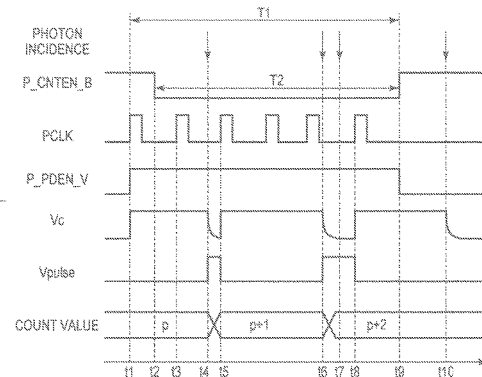 T1
PHOTON
INCIDENCE
P_CNTEN_B
T2
PCLK
P_PDEN_V
Vc
Vpulse
COUNT VALUE p p+1 p+2
t1 t2 t3 t4 t5 t6 t7 t8 t9 t10